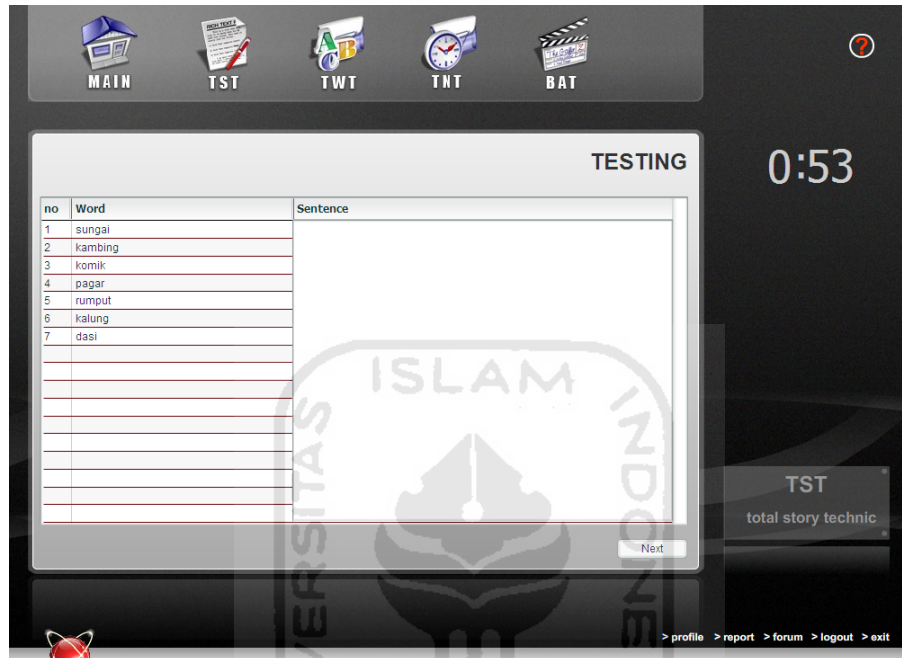 MAIN TST TWT TNT BAT
?
TESTING
0:53
no Word Sentence
1 sungai
2 kambing
3 komik
4 pagar
5 rumput
6 kalung
7 dasi
ISLAM
TST
total story technic
Next
> profile > report > forum > logout > exit